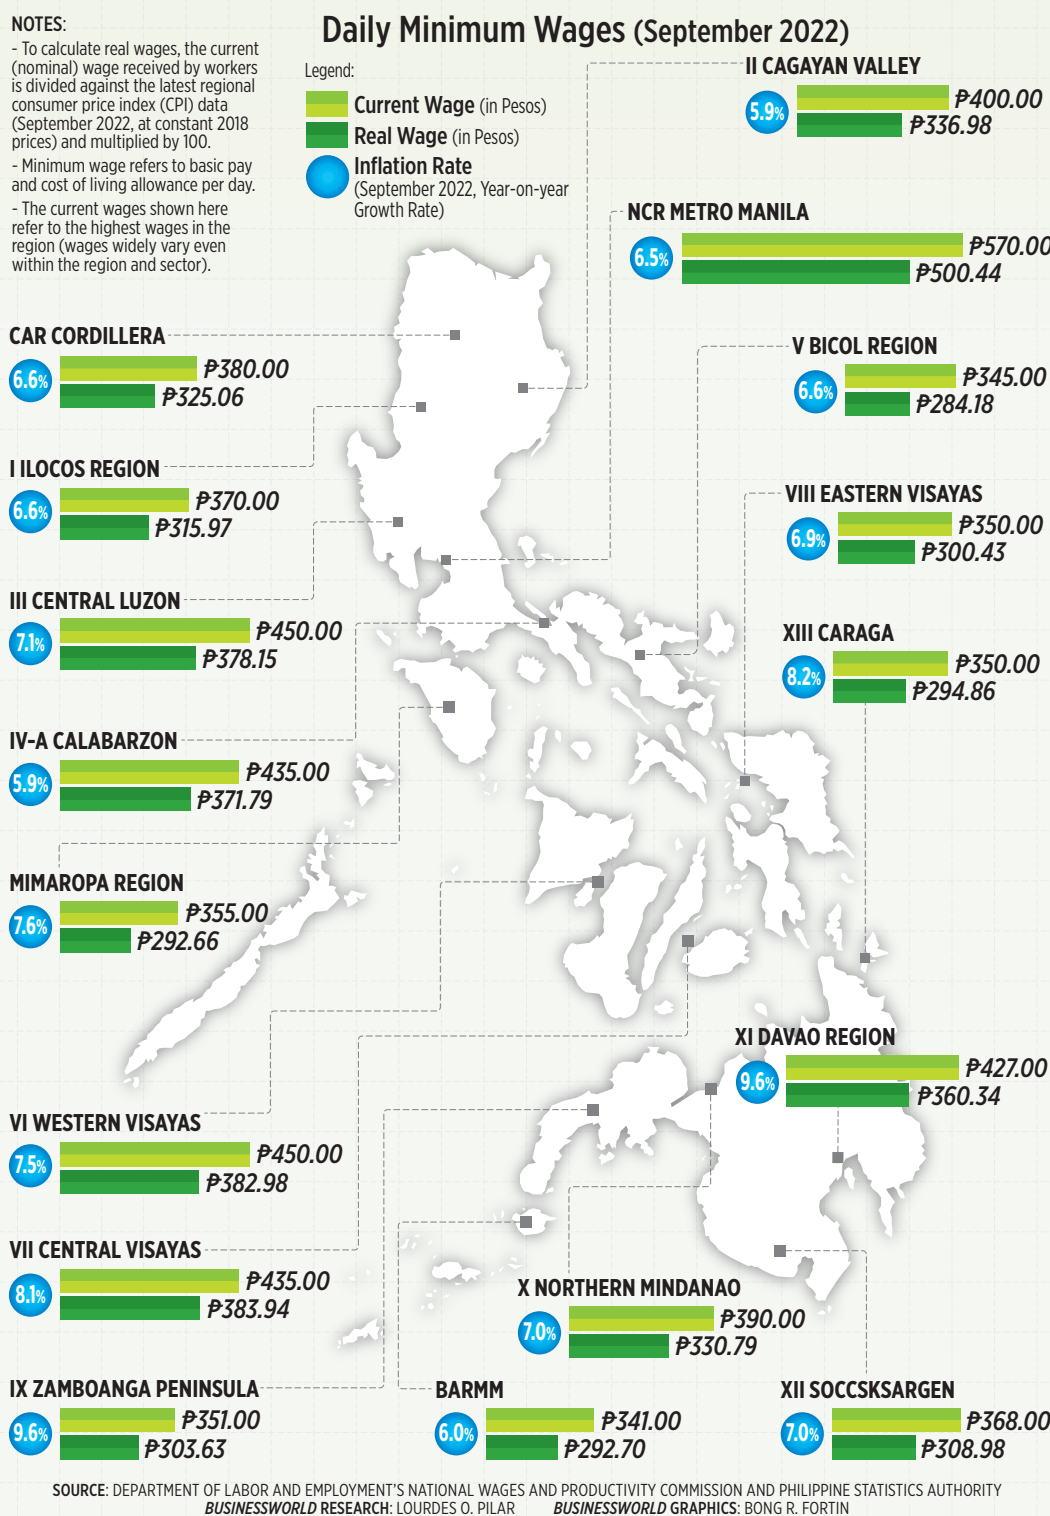 Daily Minimum Wages (September 2022)
NOTES:
- To calculate real wages, the current
(nominal) wage received by workers
is divided against the latest regional
consumer price index (CPI) data
(September 2022, at constant 2018
prices) and multiplied by 100.
- Minimum wage refers to basic pay
and cost of living allowance per day.
- The current wages shown here
refer to the highest wages in the
region (wages widely vary even
within the region and sector).
Legend:
Current Wage (in Pesos)
Real Wage (in Pesos)
Inflation Rate
(September 2022, Year-on-year
Growth Rate)
II CAGAYAN VALLEY
5.9%
₱400.00
₱336.98
NCR METRO MANILA
6.5%
₱570.00
₱500.44
CAR CORDILLERA
6.6%
₱380.00
₱325.06
V BICOL REGION
6.6%
₱345.00
₱284.18
I ILOCOS REGION
6.6%
₱370.00
₱315.97
VIII EASTERN VISAYAS
6.9%
₱350.00
₱300.43
III CENTRAL LUZON
7.1%
₱450.00
₱378.15
XIII CARAGA
8.2%
₱350.00
₱294.86
IV-A CALABARZON
5.9%
₱435.00
₱371.79
MIMAROPA REGION
7.6%
₱355.00
₱292.66
XI DAVAO REGION
9.6%
₱427.00
₱360.34
VI WESTERN VISAYAS
7.5%
₱450.00
₱382.98
VII CENTRAL VISAYAS
8.1%
₱435.00
₱383.94
X NORTHERN MINDANAO
7.0%
₱390.00
₱330.79
IX ZAMBOANGA PENINSULA
9.6%
₱351.00
₱303.63
BARMM
6.0%
₱341.00
₱292.70
XII SOCCSKSARGEN
7.0%
₱368.00
₱308.98
SOURCE: DEPARTMENT OF LABOR AND EMPLOYMENT'S NATIONAL WAGES AND PRODUCTIVITY COMMISSION AND PHILIPPINE STATISTICS AUTHORITY
BUSINESSWORLD RESEARCH: LOURDES O. PILAR BUSINESSWORLD GRAPHICS: BONG R. FORTIN